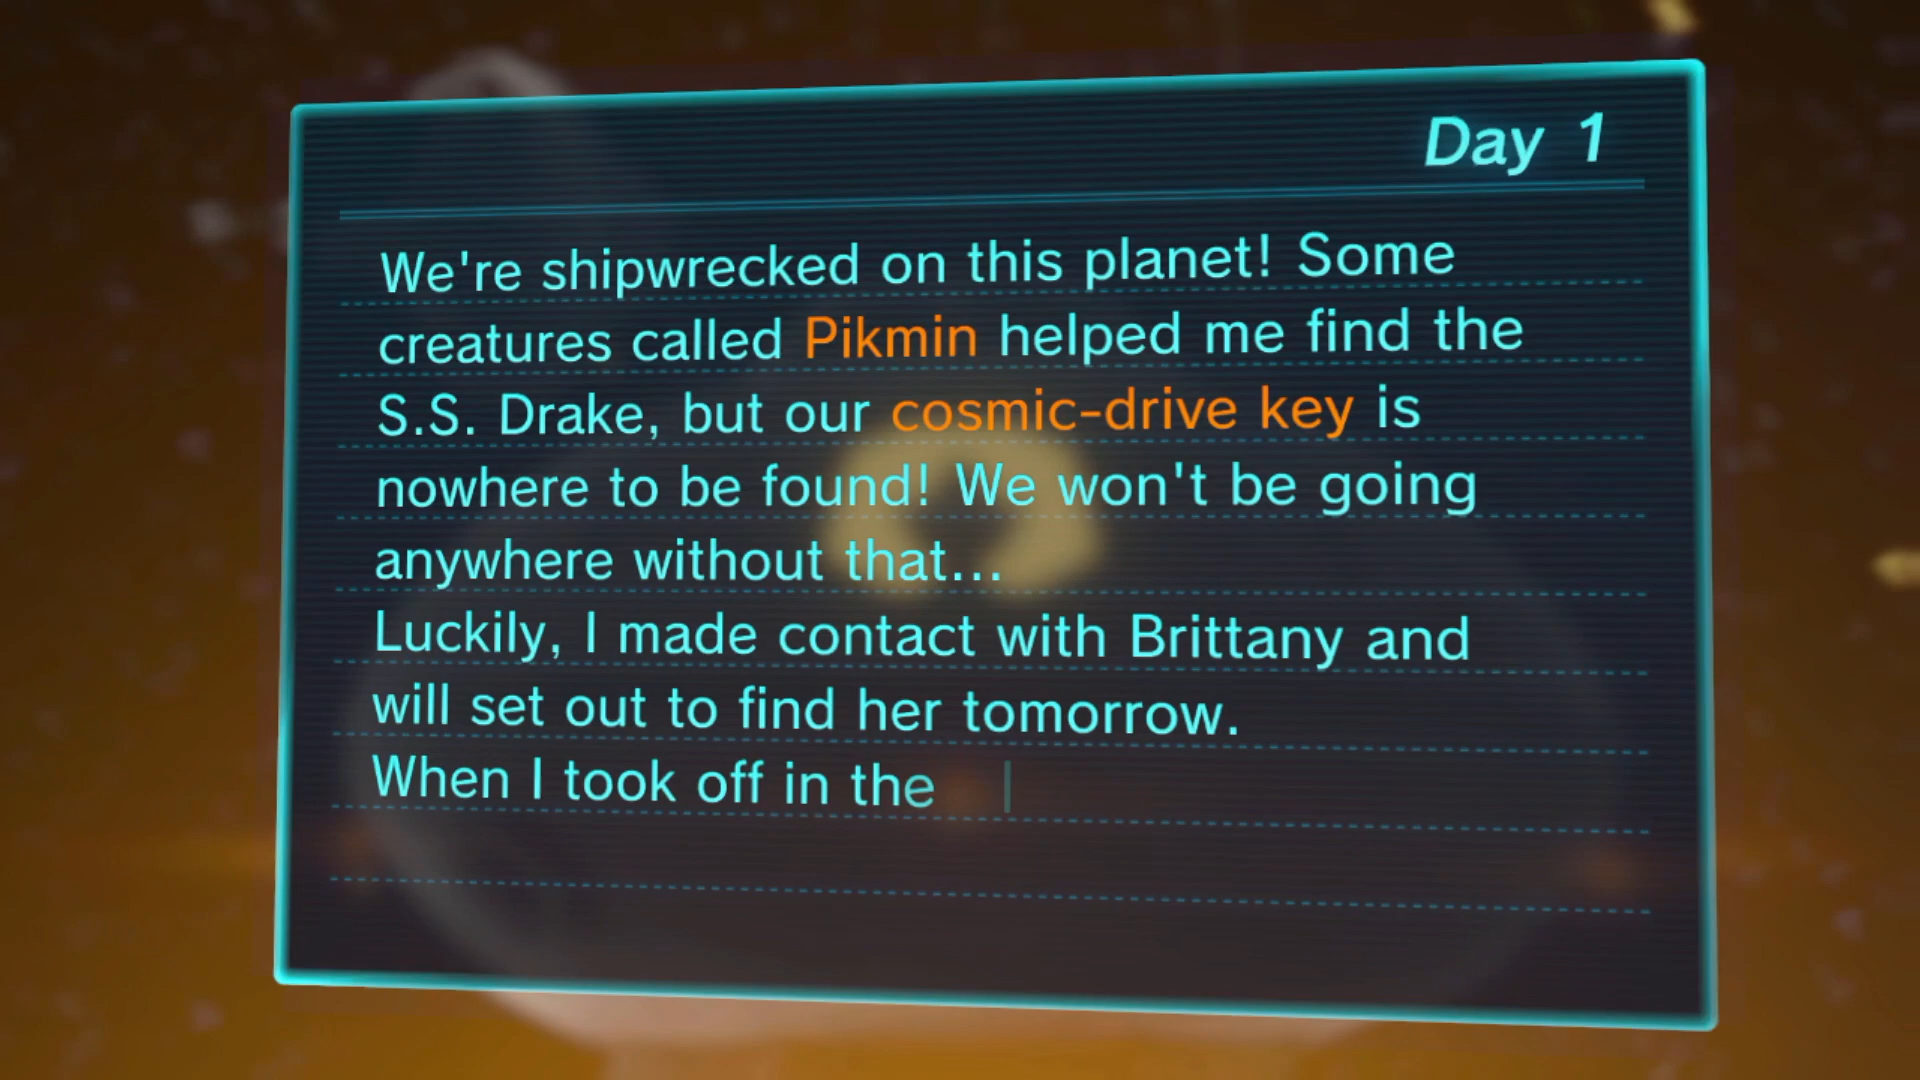 Day 1
We're shipwrecked on this planet! Some
creatures called Pikmin helped me find the
S.S. Drake, but our cosmic-drive key is
nowhere to be found! We won't be going
anywhere without that...
Luckily, I made contact with Brittany and
will set out to find her tomorrow.
When I took off in the